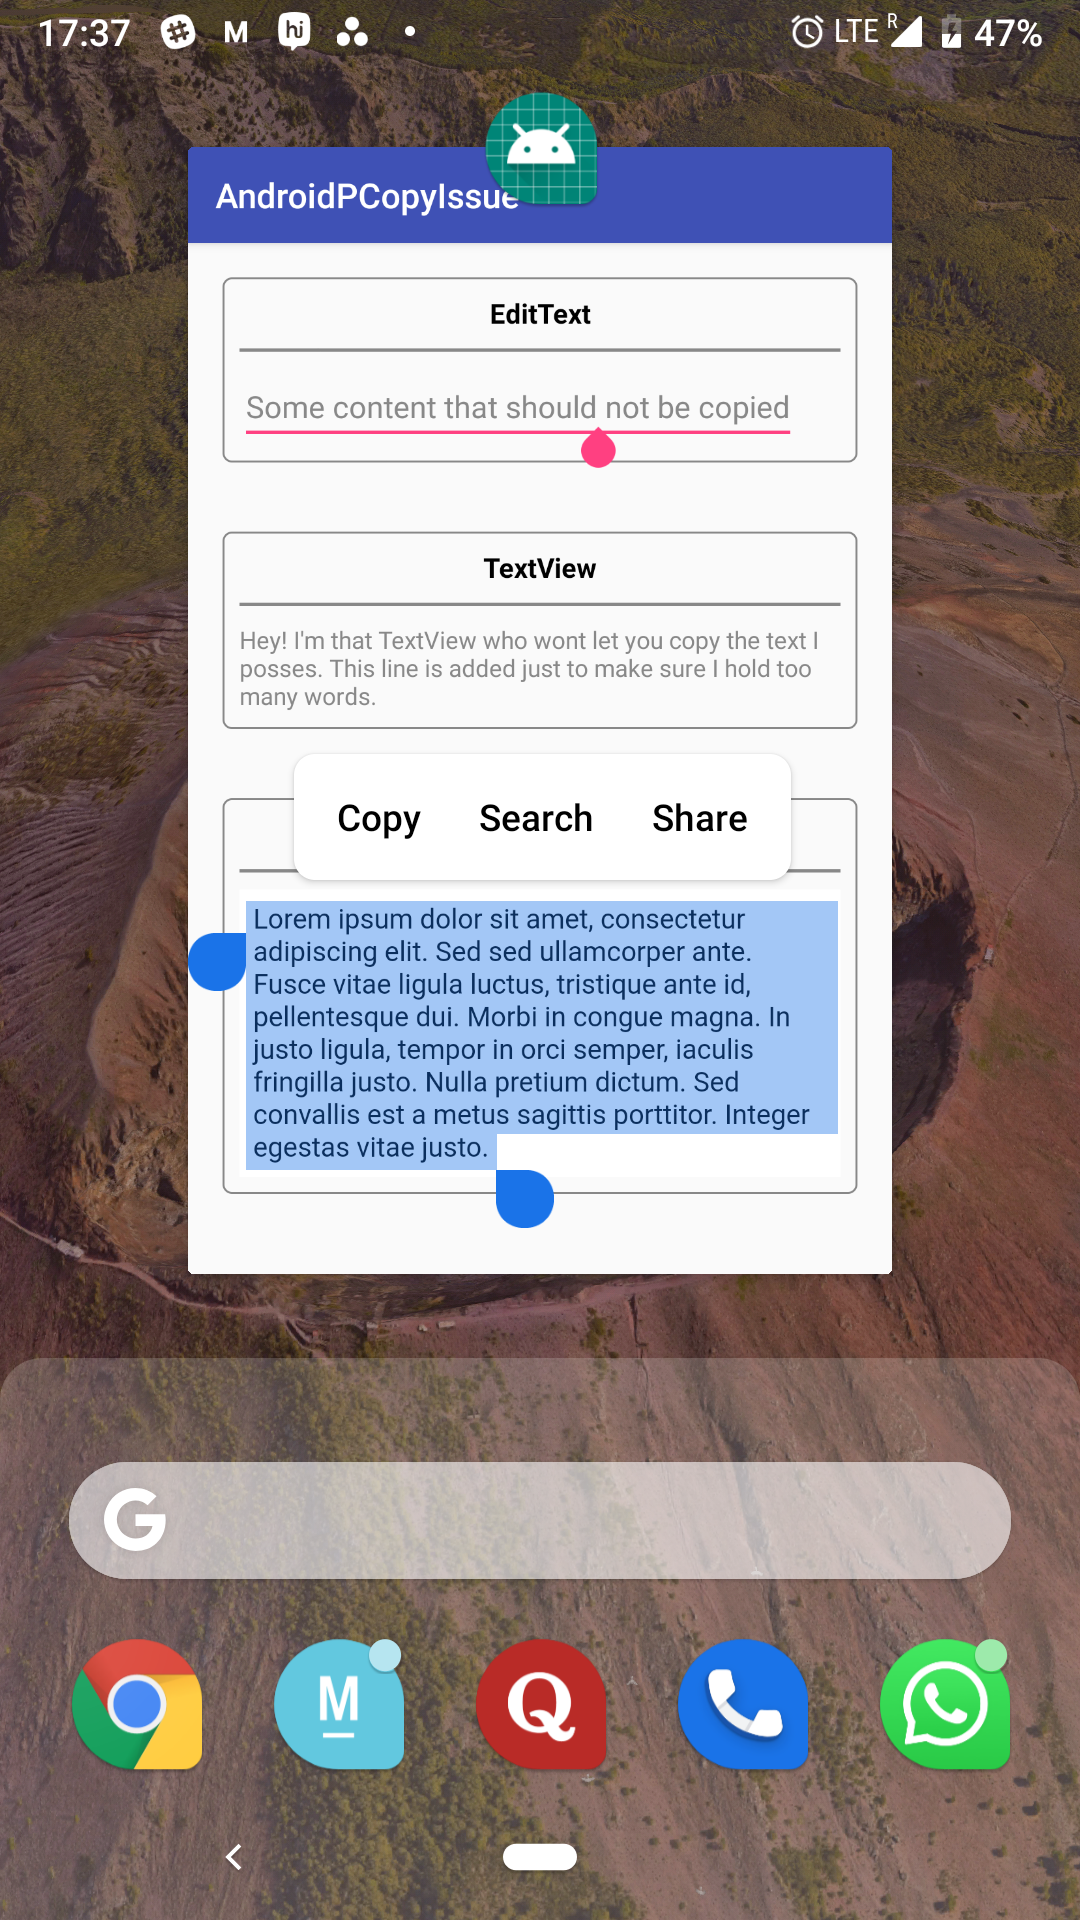 17:37 M hi LTE R 47%
AndroidPCopyIssue
EditText
Some content that should not be copied
TextView
Hey! I'm that TextView who wont let you copy the text I
posses. This line is added just to make sure I hold too
many words.
Copy Search Share
Lorem ipsum dolor sit amet, consectetur
adipiscing elit. Sed sed ullamcorper ante.
Fusce vitae ligula luctus, tristique ante id,
pellentesque dui. Morbi in congue magna. In
justo ligula, tempor in orci semper, iaculis
fringilla justo. Nulla pretium dictum. Sed
convallis est a metus sagittis porttitor. Integer
egestas vitae justo.
G
M Q